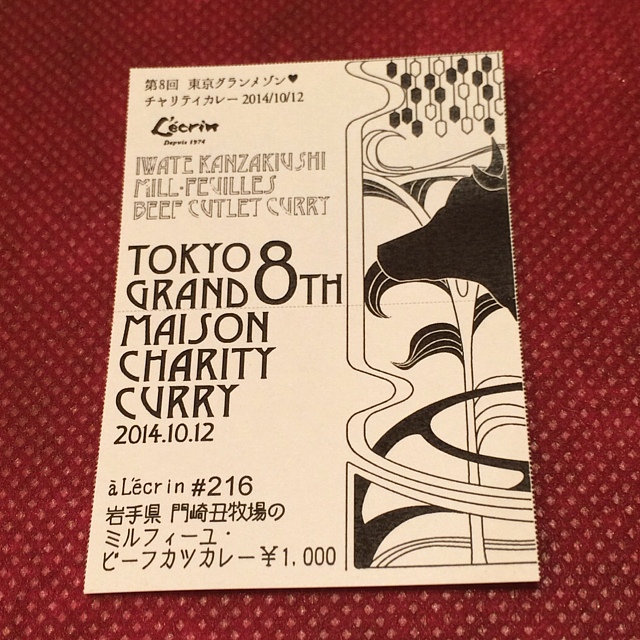 第8回 東京グランメゾン♥
チャリティカレー 2014/10/12
L'écrin
Depuis 1974
IWATE KANZAKIUSHI
MILL-FEUILLES
BEEF CUTLET CURRY
TOKYO
GRAND 8TH
MAISON
CHARITY
CURRY
2014.10.12
à L'écrin #216
岩手県 門崎丑牧場の
ミルフィーユ・
ビーフカツカレー ¥1,000